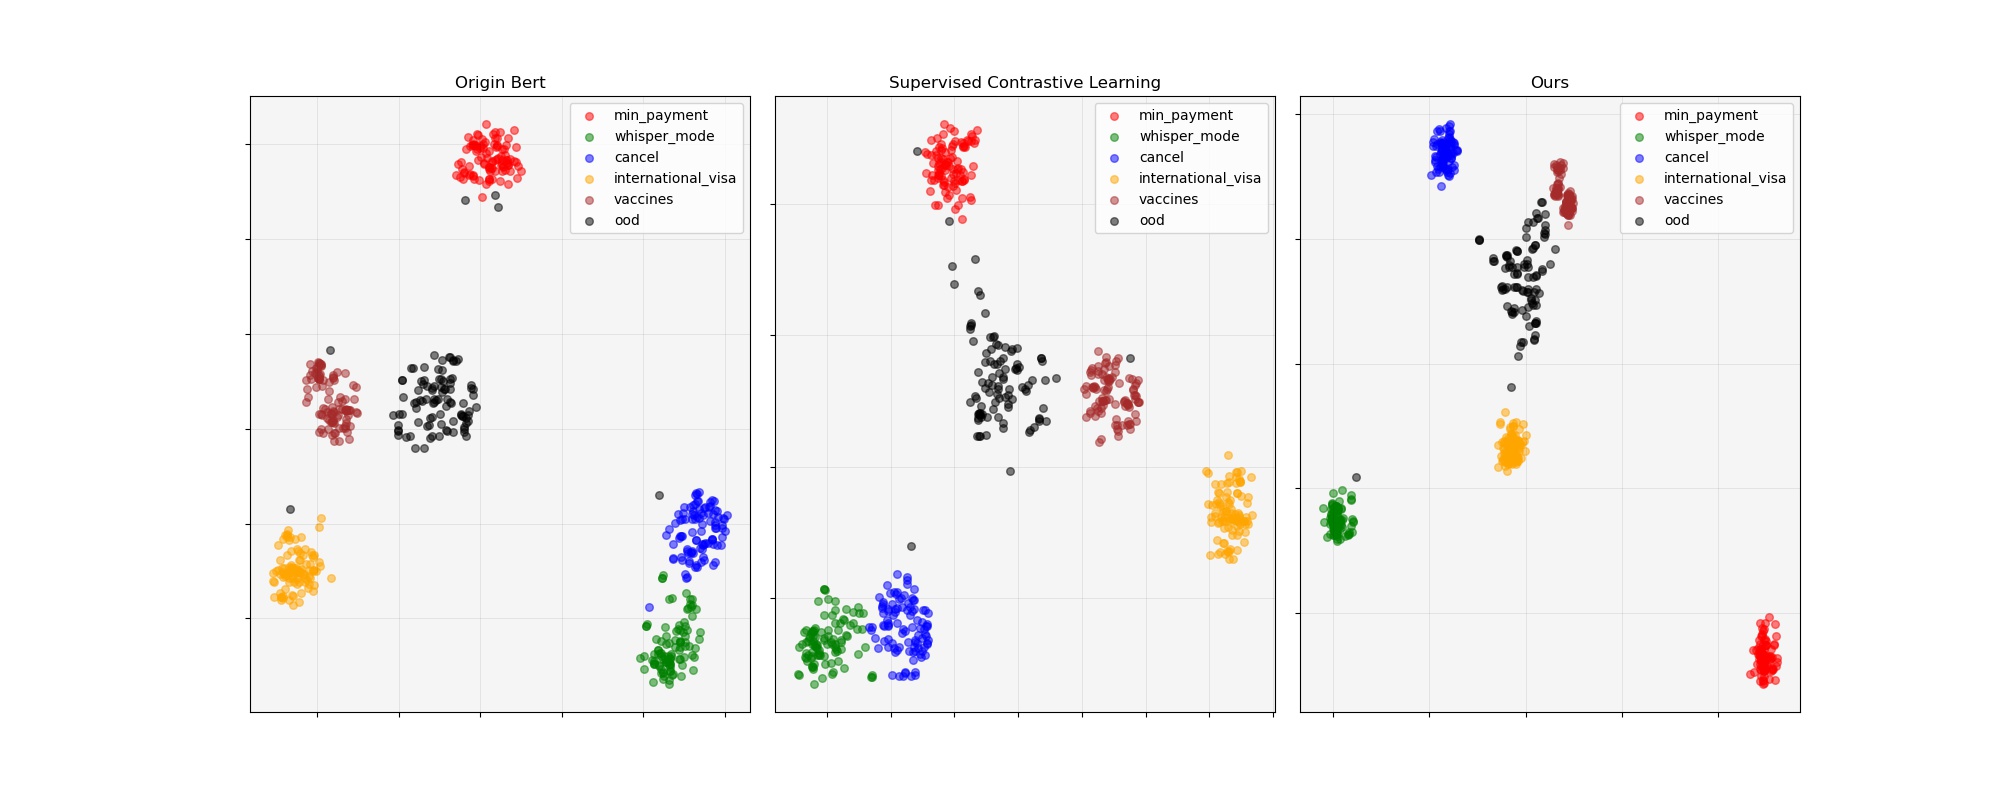 Origin Bert
min_payment
whisper_mode
cancel
international_visa
vaccines
ood
Supervised Contrastive Learning
min_payment
whisper_mode
cancel
international_visa
vaccines
ood
Ours
min_payment
whisper_mode
cancel
international_visa
vaccines
ood